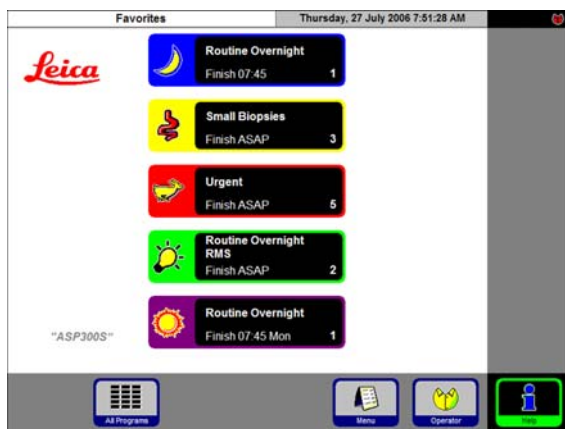 Favorites
Thursday, 27 July 2006 7:51:28 AM
Leica
Routine Overnight
Finish 07:45 1
Small Biopsies
Finish ASAP 3
Urgent
Finish ASAP 5
Routine Overnight
RMS
Finish ASAP 2
Routine Overnight
Finish 07:45 Mon 1
"ASP300S"
All Programs
Menu
Operator
Help